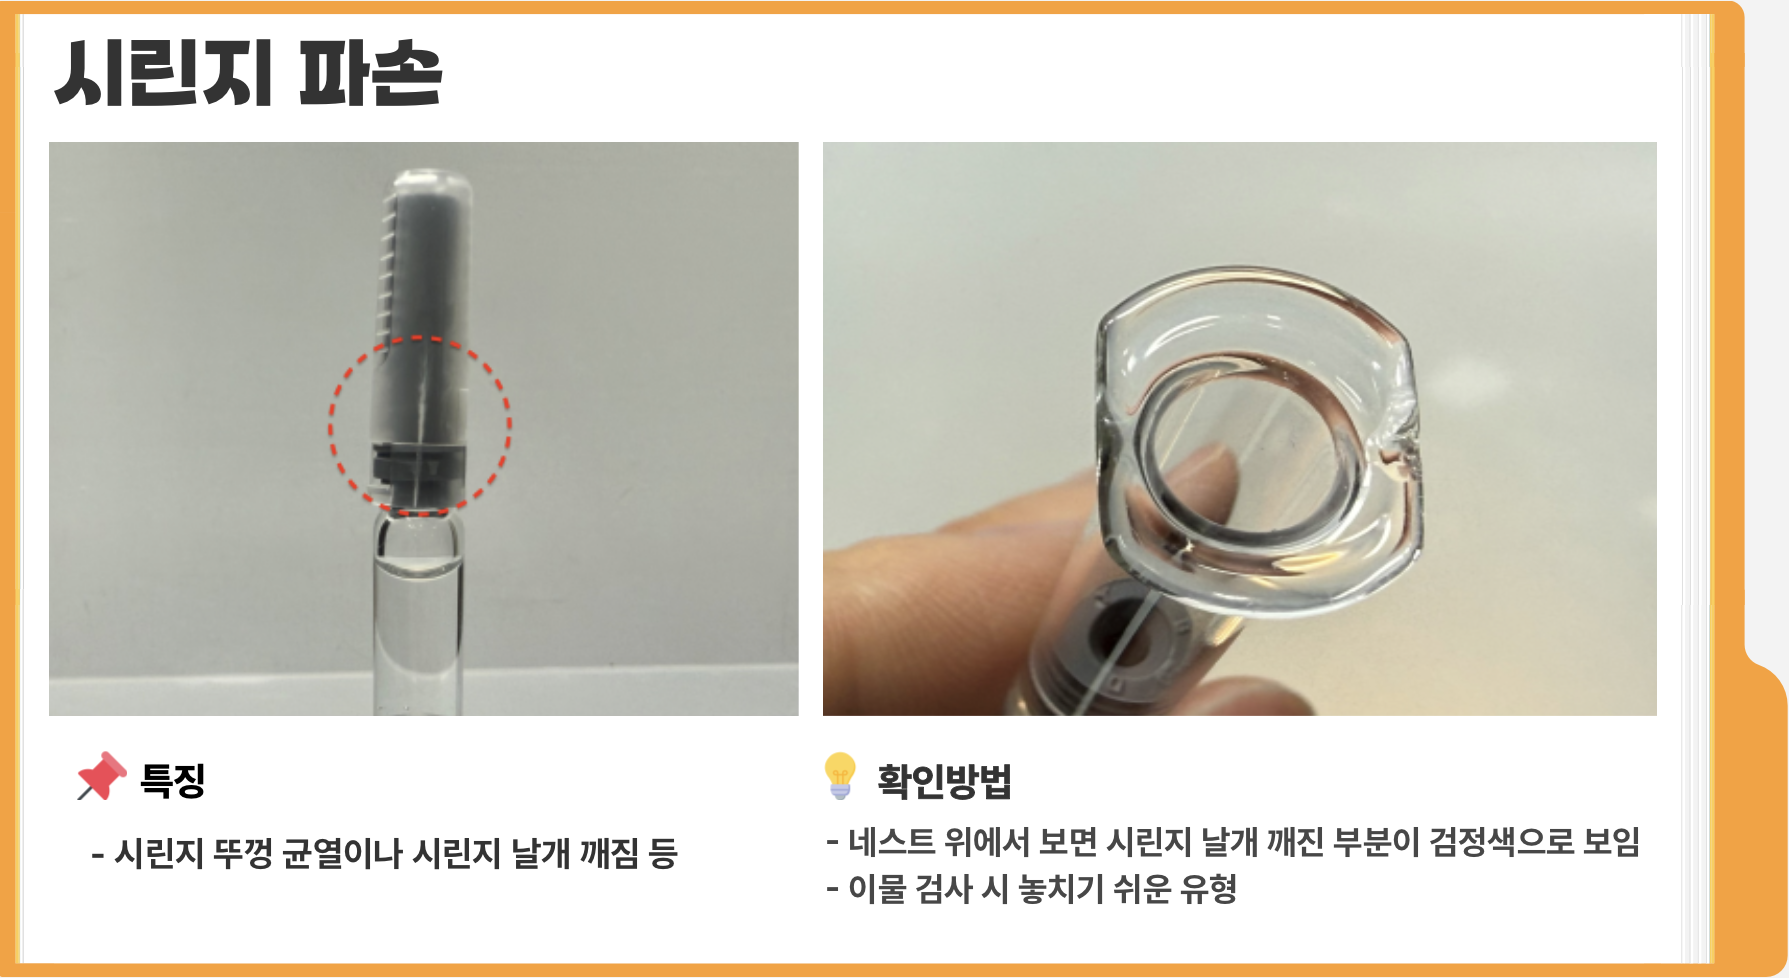 시린지 파손
특징
- 시린지 뚜껑 균열이나 시린지 날개 깨짐 등
확인방법
- 네스트 위에서 보면 시린지 날개 깨진 부분이 검정색으로 보임
- 이물 검사 시 놓치기 쉬운 유형